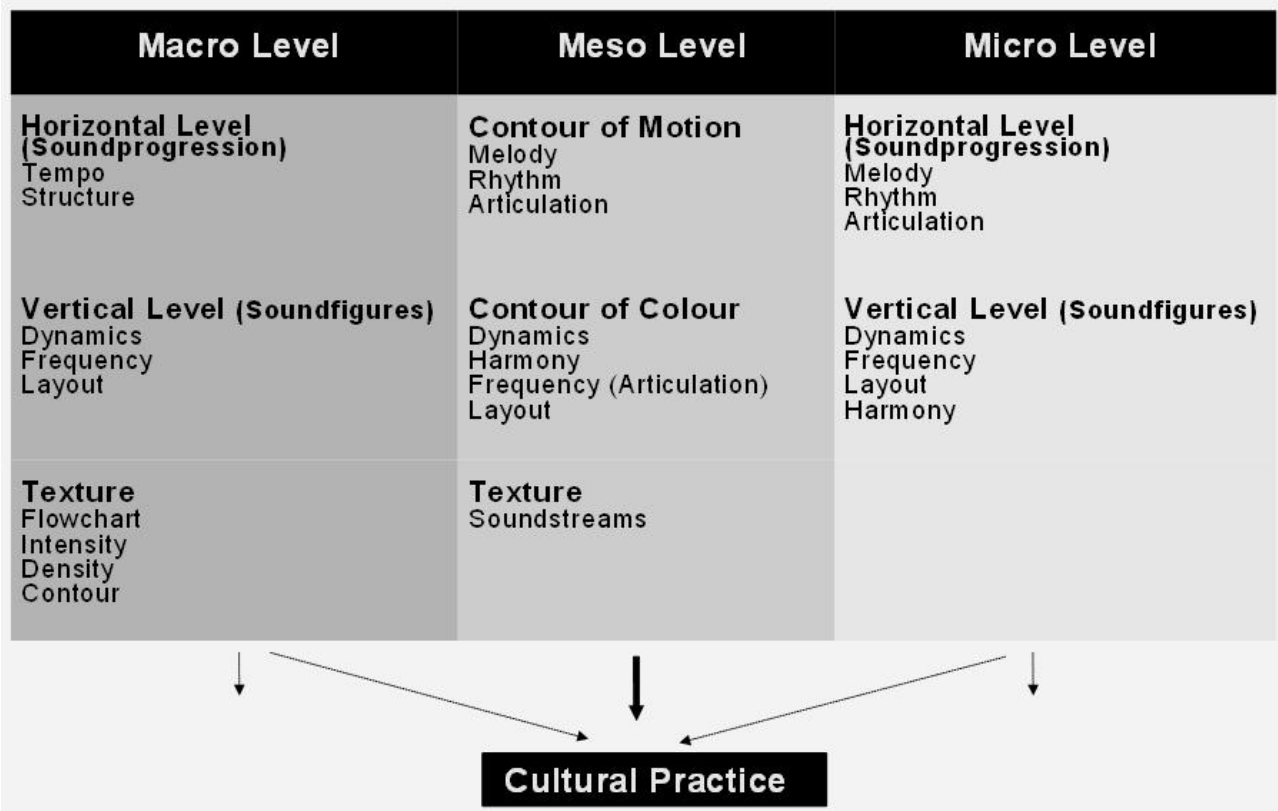 Macro Level
Meso Level
Micro Level
Horizontal Level
(Soundprogression)
Tempo
Structure
Contour of Motion
Melody
Rhythm
Articulation
Horizontal Level
(Soundprogression)
Melody
Rhythm
Articulation
Vertical Level (Soundfigures)
Dynamics
Frequency
Layout
Contour of Colour
Dynamics
Harmony
Frequency (Articulation)
Layout
Vertical Level (Soundfigures)
Dynamics
Frequency
Layout
Harmony
Texture
Flowchart
Intensity
Density
Contour
Texture
Soundstreams
Cultural Practice